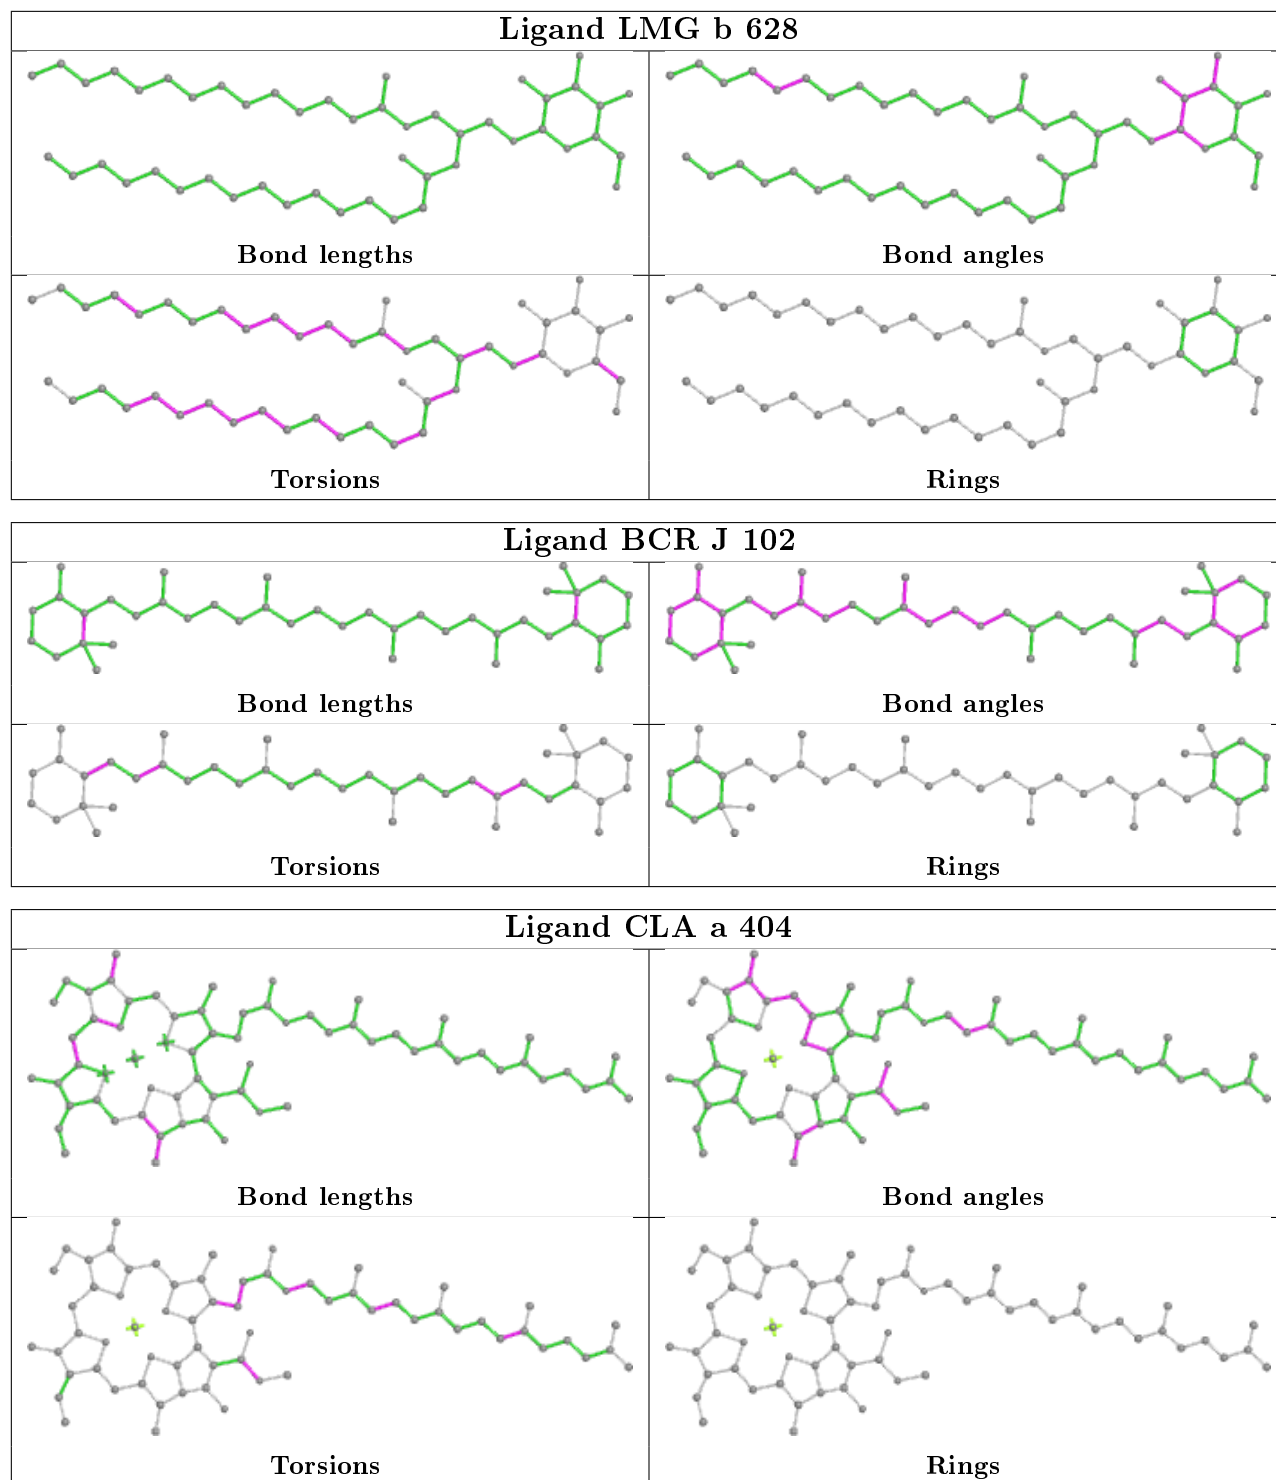 Ligand LMG b 628
Bond lengths
Bond angles
Torsions
Rings
Ligand BCR J 102
Bond lengths
Bond angles
Torsions
Rings
Ligand CLA a 404
Bond lengths
Bond angles
Torsions
Rings